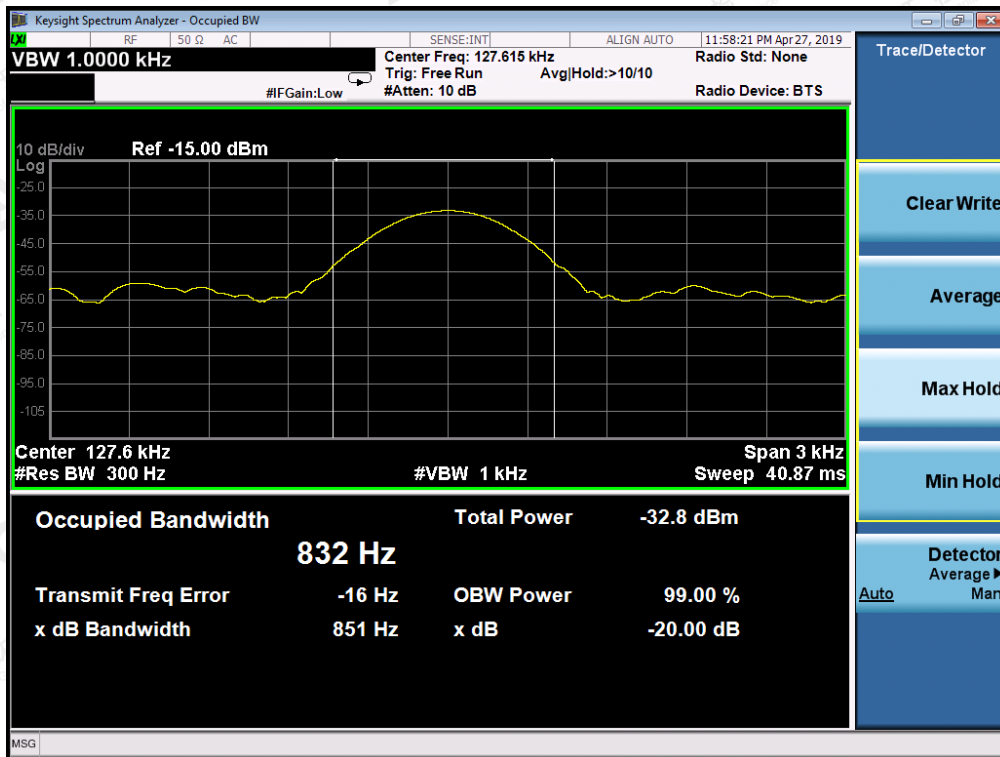 Keysight Spectrum Analyzer - Occupied BW
LXI
RF 50 Ω AC SENSE:INT ALIGN AUTO 11:58:21 PM Apr 27, 2019
VBW 1.0000 kHz
Center Freq: 127.615 kHz Radio Std: None
Trig: Free Run Avg|Hold:>10/10
#IFGain:Low #Atten: 10 dB Radio Device: BTS
10 dB/div Ref -15.00 dBm
Log
-25.0
-35.0
-45.0
-55.0
-65.0
-75.0
-85.0
-95.0
-105
Center 127.6 kHz Span 3 kHz
#Res BW 300 Hz #VBW 1 kHz Sweep 40.87 ms
Occupied Bandwidth Total Power -32.8 dBm
832 Hz
Transmit Freq Error -16 Hz OBW Power 99.00 %
x dB Bandwidth 851 Hz x dB -20.00 dB
MSG
Trace/Detector
Clear Write
Average
Max Hold
Min Hold
Detector
Average
Auto Man